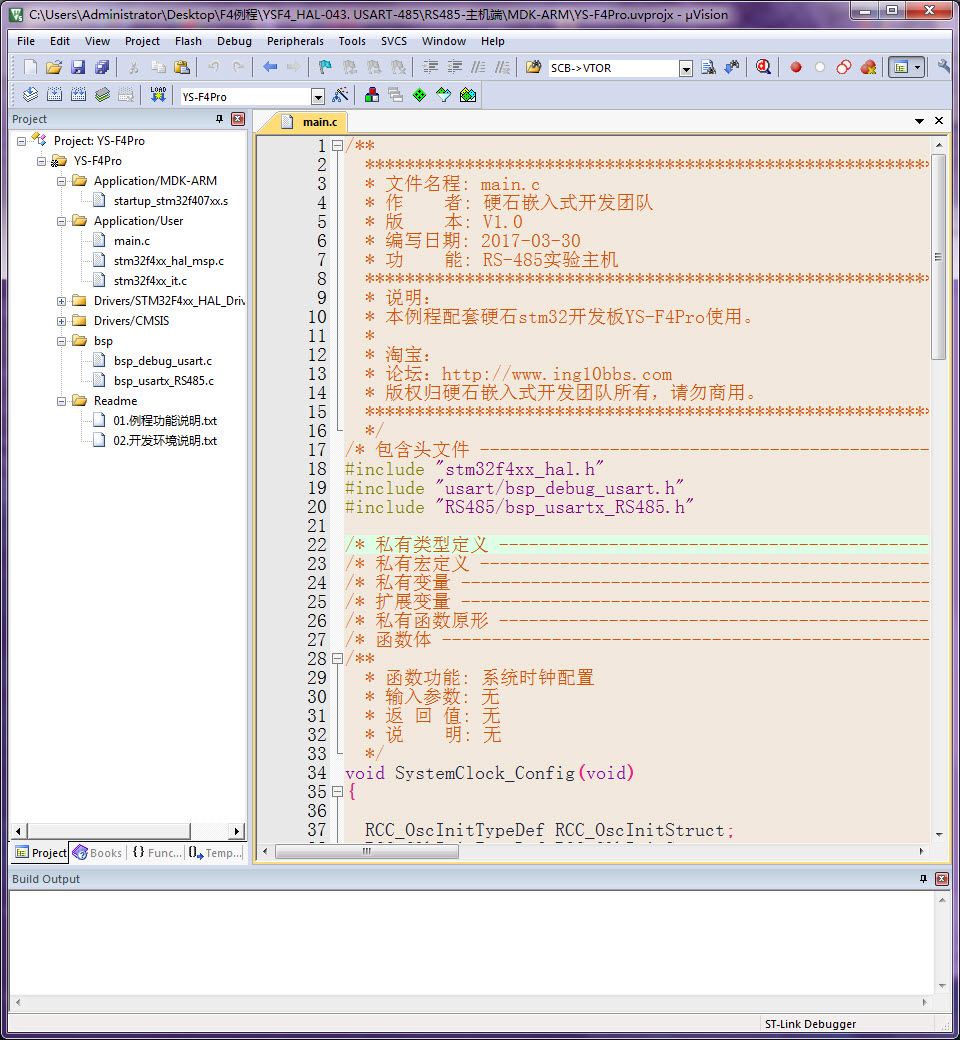 C:\Users\Administrator\Desktop\F4例程\YSF4_HAL-043. USART-485\RS485-主机端\MDK-ARM\YS-F4Pro.uvprojx - µVision
File Edit View Project Flash Debug Peripherals Tools SVCS Window Help
SCB->VTOR
LOAD YS-F4Pro
Project
Project: YS-F4Pro
YS-F4Pro
Application/MDK-ARM
startup_stm32f407xx.s
Application/User
main.c
stm32f4xx_hal_msp.c
stm32f4xx_it.c
Drivers/STM32F4xx_HAL_Driv
Drivers/CMSIS
bsp
bsp_debug_usart.c
bsp_usartx_RS485.c
Readme
01.例程功能说明.txt
02.开发环境说明.txt
Project Books {} Func... Temp...
main.c
1 /**
2 *********************************************************
3 * 文件名程: main.c
4 * 作    者: 硬石嵌入式开发团队
5 * 版    本: V1.0
6 * 编写日期: 2017-03-30
7 * 功    能: RS-485实验主机
8 *********************************************************
9 * 说明：
10 * 本例程配套硬石stm32开发板YS-F4Pro使用。
11 *
12 * 淘宝：
13 * 论坛：http://www.ing10bbs.com
14 * 版权归硬石嵌入式开发团队所有，请勿商用。
15 *********************************************************
16 */
17 /* 包含头文件 ---------------------------------------------
18 #include "stm32f4xx_hal.h"
19 #include "usart/bsp_debug_usart.h"
20 #include "RS485/bsp_usartx_RS485.h"
21
22 /* 私有类型定义 -------------------------------------------
23 /* 私有宏定义 ---------------------------------------------
24 /* 私有变量 -----------------------------------------------
25 /* 扩展变量 -----------------------------------------------
26 /* 私有函数原形 -------------------------------------------
27 /* 函数体 -------------------------------------------------
28 /**
29 * 函数功能: 系统时钟配置
30 * 输入参数: 无
31 * 返 回 值: 无
32 * 说    明: 无
33 */
34 void SystemClock_Config(void)
35 {
36
37 RCC_OscInitTypeDef RCC_OscInitStruct;
Build Output
ST-Link Debugger